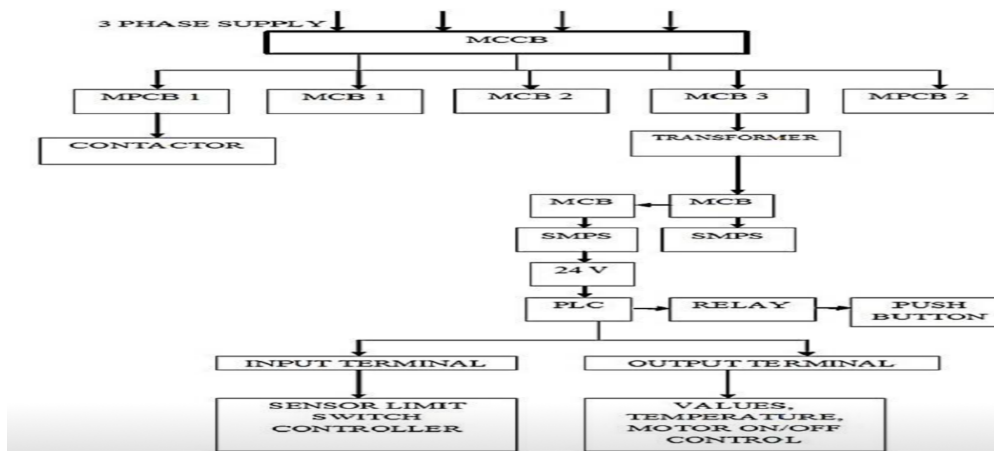 3 PHASE SUPPLY
MCCB
MPCB 1
MCB 1
MCB 2
MCB 3
MPCB 2
CONTACTOR
TRANSFORMER
MCB
MCB
SMPS
SMPS
24 V
PLC
RELAY
PUSH
BUTTON
INPUT TERMINAL
OUTPUT TERMINAL
SENSOR LIMIT
SWITCH
CONTROLLER
VALUES,
TEMPERATURE,
MOTOR ON/OFF
CONTROL